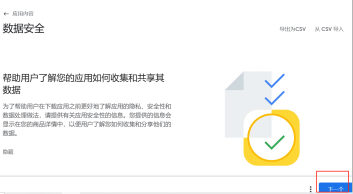 ← 应用内容
数据安全
导出为CSV 从 CSV 导入
帮助用户了解您的应用如何收集和共享其
数据
为了帮助用户在下载应用之前更好地了解应用的隐私、安全性和
数据处理做法，请提供有关应用安全性的信息。您提供的信息会
显示在您的商品详情中，以便用户了解您如何收集和分享他们的
数据。
隐藏
下一个